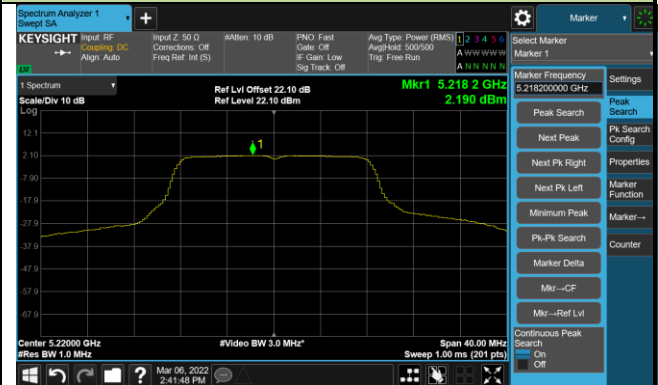 Spectrum Analyzer 1
Swept SA
+
Marker
KEYSIGHT
Input: RF
Coupling: DC
Align: Auto
Input Z: 50 Ω
Corrections: Off
Freq Ref: Int (S)
#Atten: 10 dB
PNO: Fast
Gate: Off
IF Gain: Low
Sig Track: Off
Avg Type: Power (RMS)
Avg|Hold: 500/500
Trig: Free Run
1 2 3 4 5 6
A W W W W W
A N N N N N
Select Marker
Marker 1
1 Spectrum
Scale/Div 10 dB
Log
Ref Lvl Offset 22.10 dB
Ref Level 22.10 dBm
Mkr1 5.218 2 GHz
2.190 dBm
12.1
2.10
-7.90
-17.9
-27.9
-37.9
-47.9
-57.9
-67.9
1
Center 5.22000 GHz
#Res BW 1.0 MHz
#Video BW 3.0 MHz*
Span 40.00 MHz
Sweep 1.00 ms (201 pts)
Marker Frequency
5.218200000 GHz
Peak Search
Next Peak
Next Pk Right
Next Pk Left
Minimum Peak
Pk-Pk Search
Marker Delta
Mkr→CF
Mkr→Ref Lvl
Continuous Peak
Search
On
Off
Settings
Peak
Search
Pk Search
Config
Properties
Marker
Function
Marker→
Counter
?
Mar 06, 2022
2:41:48 PM